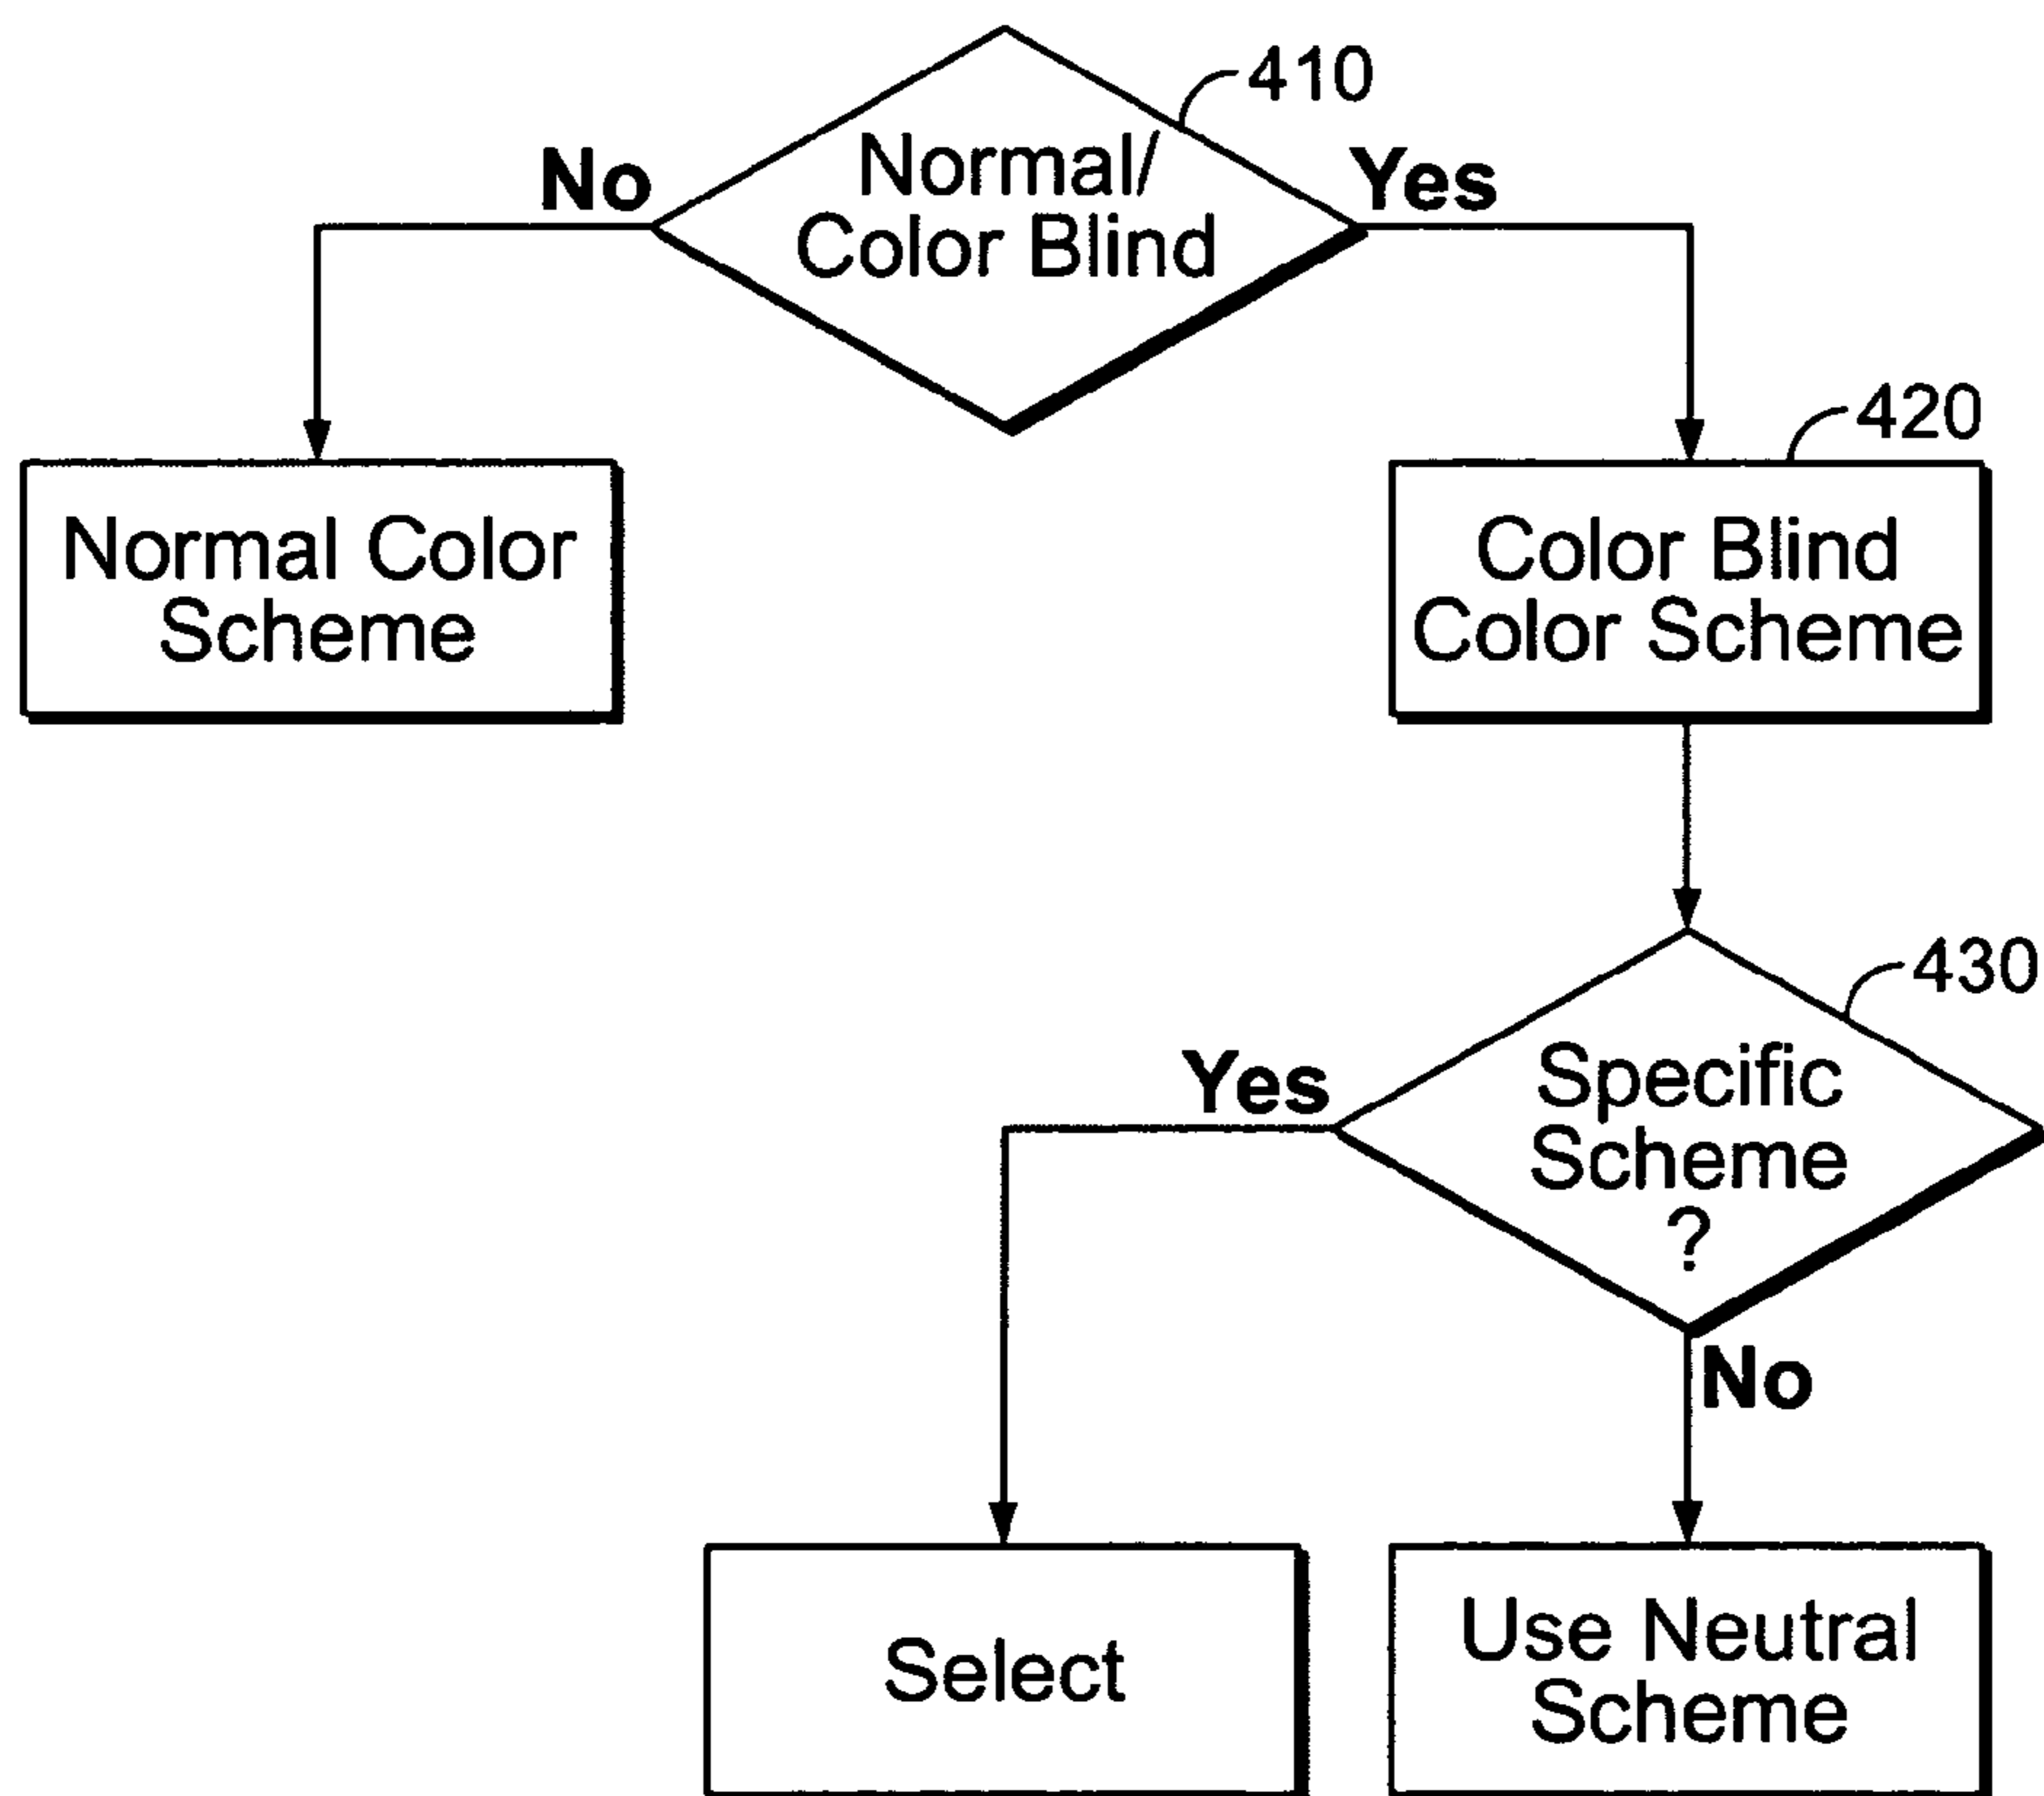 410
Normal/
Color Blind
No
Yes
420
Normal Color
Scheme
Color Blind
Color Scheme
430
Specific
Scheme
?
Yes
No
Select
Use Neutral
Scheme